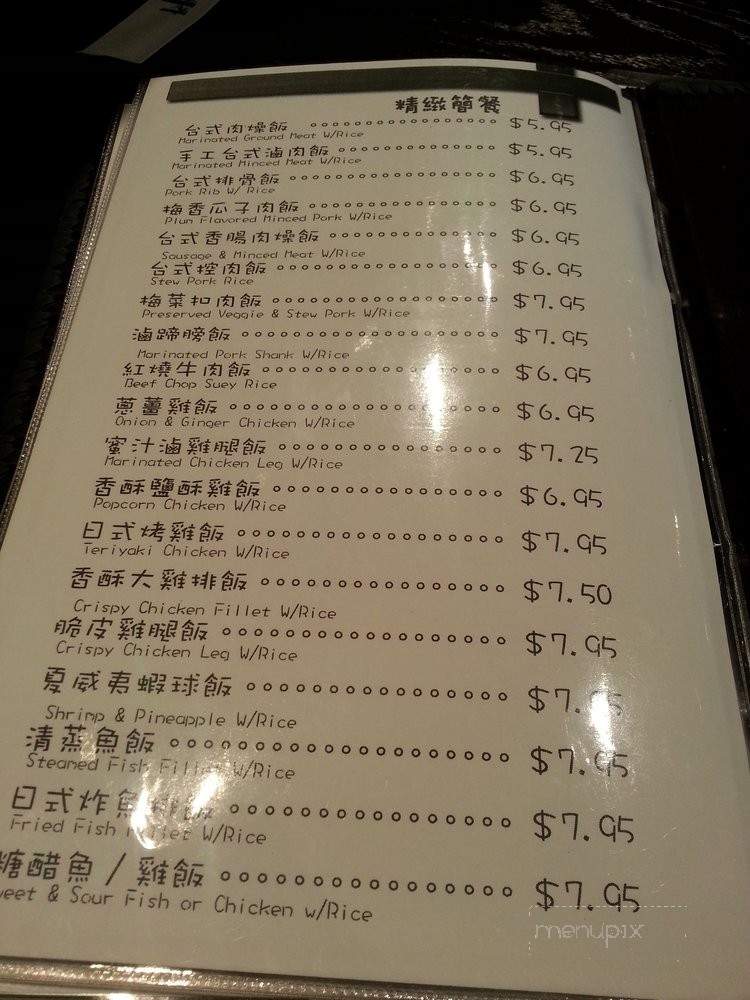 精緻簡餐
台式肉燥飯 $5.95
Marinated Ground Meat W/Rice
手工台式滷肉飯 $5.95
Marinated Minced Meat W/Rice
台式排骨飯 $6.95
Pork Rib W/ Rice
梅香瓜子肉飯 $6.95
Plum Flavored Minced Pork W/Rice
台式香腸肉燥飯 $6.95
Sausage & Minced Meat W/Rice
台式控肉飯 $6.95
Stew Pork Rice
梅菜扣肉飯 $7.95
Preserved Veggie & Stew Pork W/Rice
滷蹄膀飯 $7.95
Marinated Pork Shank W/Rice
紅燒牛肉飯 $6.95
Beef Chop Suey Rice
蔥薑雞飯 $6.95
Onion & Ginger Chicken W/Rice
蜜汁滷雞腿飯 $7.25
Marinated Chicken Leg W/Rice
香酥鹽酥雞飯 $6.95
Popcorn Chicken W/Rice
日式烤雞飯 $7.95
Teriyaki Chicken W/Rice
香酥大雞排飯 $7.50
Crispy Chicken Fillet W/Rice
脆皮雞腿飯 $7.95
Crispy Chicken Leg W/Rice
夏威夷蝦球飯 $7.95
Shrimp & Pineapple W/Rice
清蒸魚飯 $7.95
Steamed Fish Fillet W/Rice
日式炸魚排飯 $7.95
Fried Fish Fillet W/Rice
糖醋魚/雞飯 $7.95
weet & Sour Fish or Chicken w/Rice
menupix